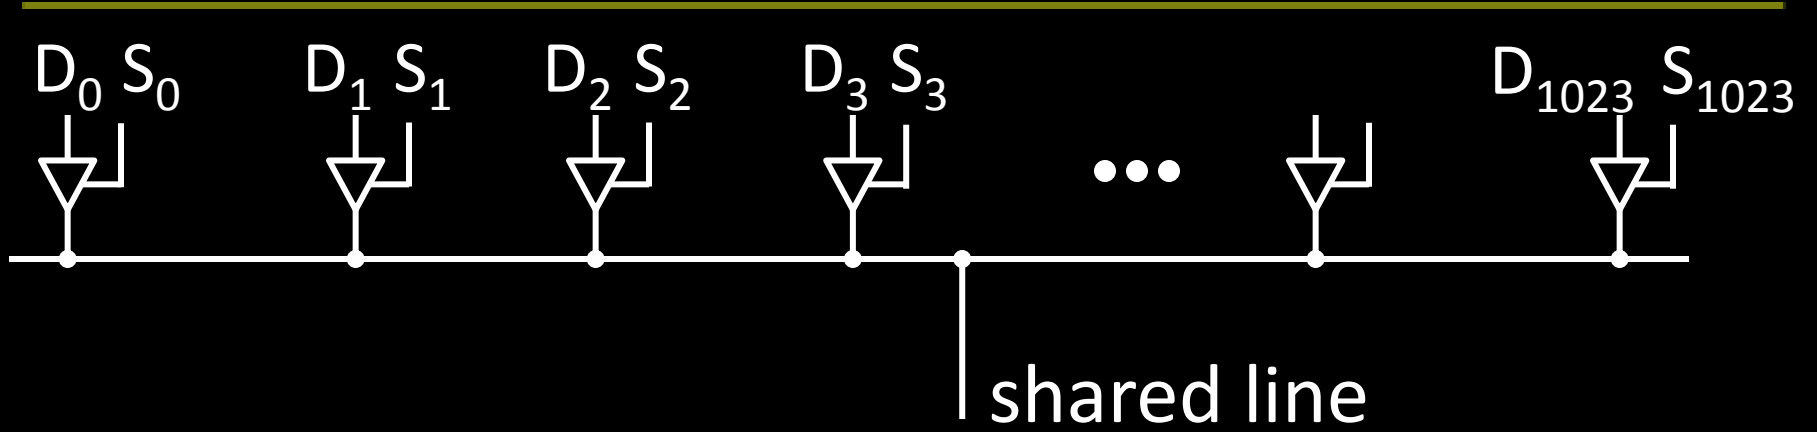 D₀ S₀ D₁ S₁ D₂ S₂ D₃ S₃ D₁₀₂₃ S₁₀₂₃
shared line